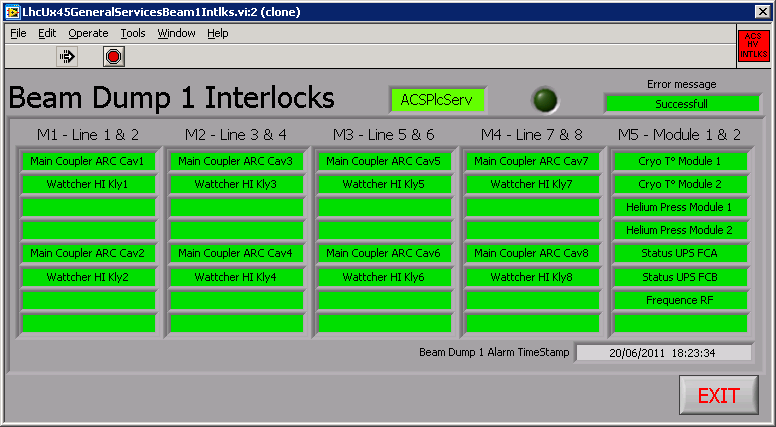 LhcUx45GeneralServicesBeam1Intlks.vi:2 (clone)
File Edit Operate Tools Window Help
ACS
HV
INTLKS
Beam Dump 1 Interlocks
ACSPlcServ
Error message
Successfull
M1 - Line 1 & 2
Main Coupler ARC Cav1
Wattcher HI Kly1
Main Coupler ARC Cav2
Wattcher HI Kly2
M2 - Line 3 & 4
Main Coupler ARC Cav3
Wattcher HI Kly3
Main Coupler ARC Cav4
Wattcher HI Kly4
M3 - Line 5 & 6
Main Coupler ARC Cav5
Wattcher HI Kly5
Main Coupler ARC Cav6
Wattcher HI Kly6
M4 - Line 7 & 8
Main Coupler ARC Cav7
Wattcher HI Kly7
Main Coupler ARC Cav8
Wattcher HI Kly8
M5 - Module 1 & 2
Cryo T° Module 1
Cryo T° Module 2
Helium Press Module 1
Helium Press Module 2
Status UPS FCA
Status UPS FCB
Frequence RF
Beam Dump 1 Alarm TimeStamp
20/06/2011 18:23:34
EXIT